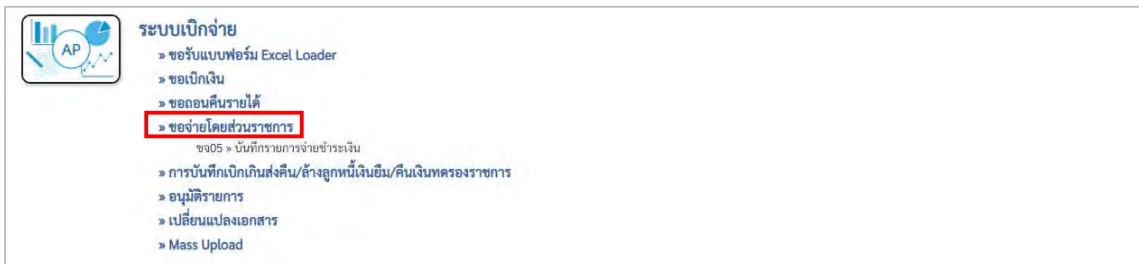 AP
ระบบเบิกจ่าย
» ขอรับแบบฟอร์ม Excel Loader
» ขอเบิกเงิน
» ขอถอนคืนรายได้
» ขอจ่ายโดยส่วนราชการ
ขจ05 » บันทึกรายการจ่ายชำระเงิน
» การบันทึกเบิกเกินส่งคืน/ล้างลูกหนี้เงินยืม/คืนเงินทดรองราชการ
» อนุมัติรายการ
» เปลี่ยนแปลงเอกสาร
» Mass Upload